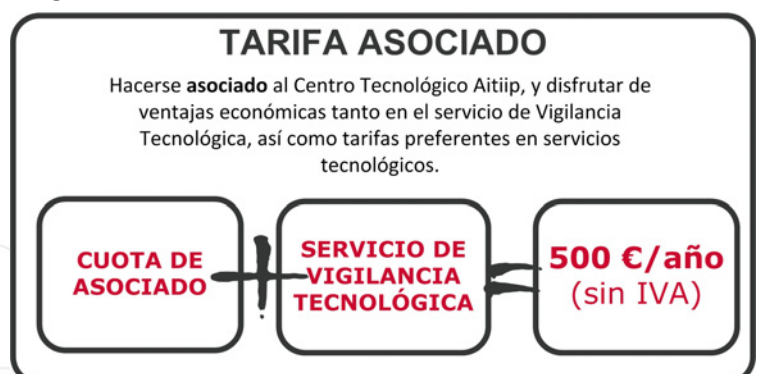 TARIFA ASOCIADO
Hacerse asociado al Centro Tecnológico Aitiip, y disfrutar de
ventajas económicas tanto en el servicio de Vigilancia
Tecnológica, así como tarifas preferentes en servicios
tecnológicos.
CUOTA DE
ASOCIADO
+
SERVICIO DE
VIGILANCIA
TECNOLÓGICA
=
500 €/año
(sin IVA)